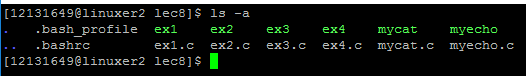 [12131649@linuxer2 lec8]$ ls -a
.   .bash_profile  ex1    ex2    ex3    ex4    mycat    myecho
..  .bashrc        ex1.c  ex2.c  ex3.c  ex4.c  mycat.c  myecho.c
[12131649@linuxer2 lec8]$